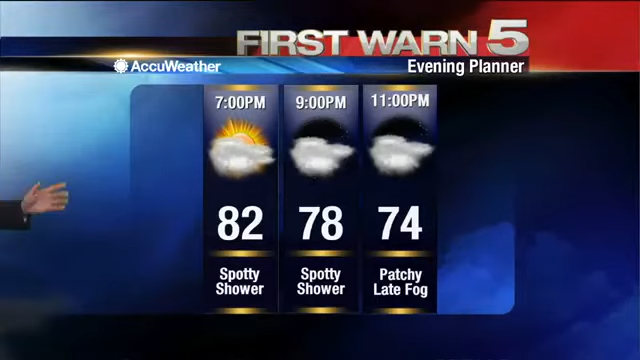 FIRST WARN 5
AccuWeather
Evening Planner
7:00PM 9:00PM 11:00PM
82 78 74
Spotty Spotty Patchy
Shower Shower Late Fog